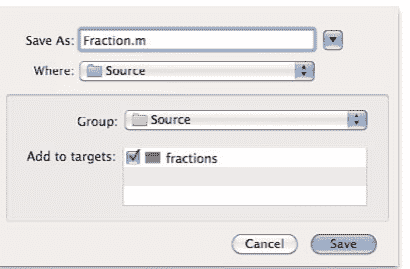 Save As: Fraction.m
Where: Source
Group: Source
Add to targets: fractions
Cancel Save